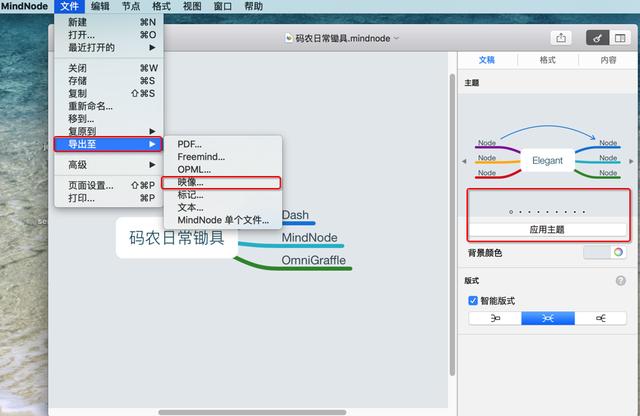 MindNode 文件 编辑 节点 格式 视图 窗口 帮助
新建 ⌘N
打开... ⌘O
最近打开的 ▶
关闭 ⌘W
存储 ⌘S
复制 ⇧⌘S
重新命名...
移到...
复原到 ▶
导出至 ▶
高级 ▶
页面设置... ⇧⌘P
打印... ⌘P
PDF...
Freemind...
OPML...
映像...
标记...
文本...
MindNode 单个文件...
码农日常锄具.mindnode
码农日常锄具
Dash
MindNode
OmniGraffle
文稿 格式 内容
主题
Node Node
Node Elegant Node
Node Node
应用主题
背景颜色
版式
?
智能版式